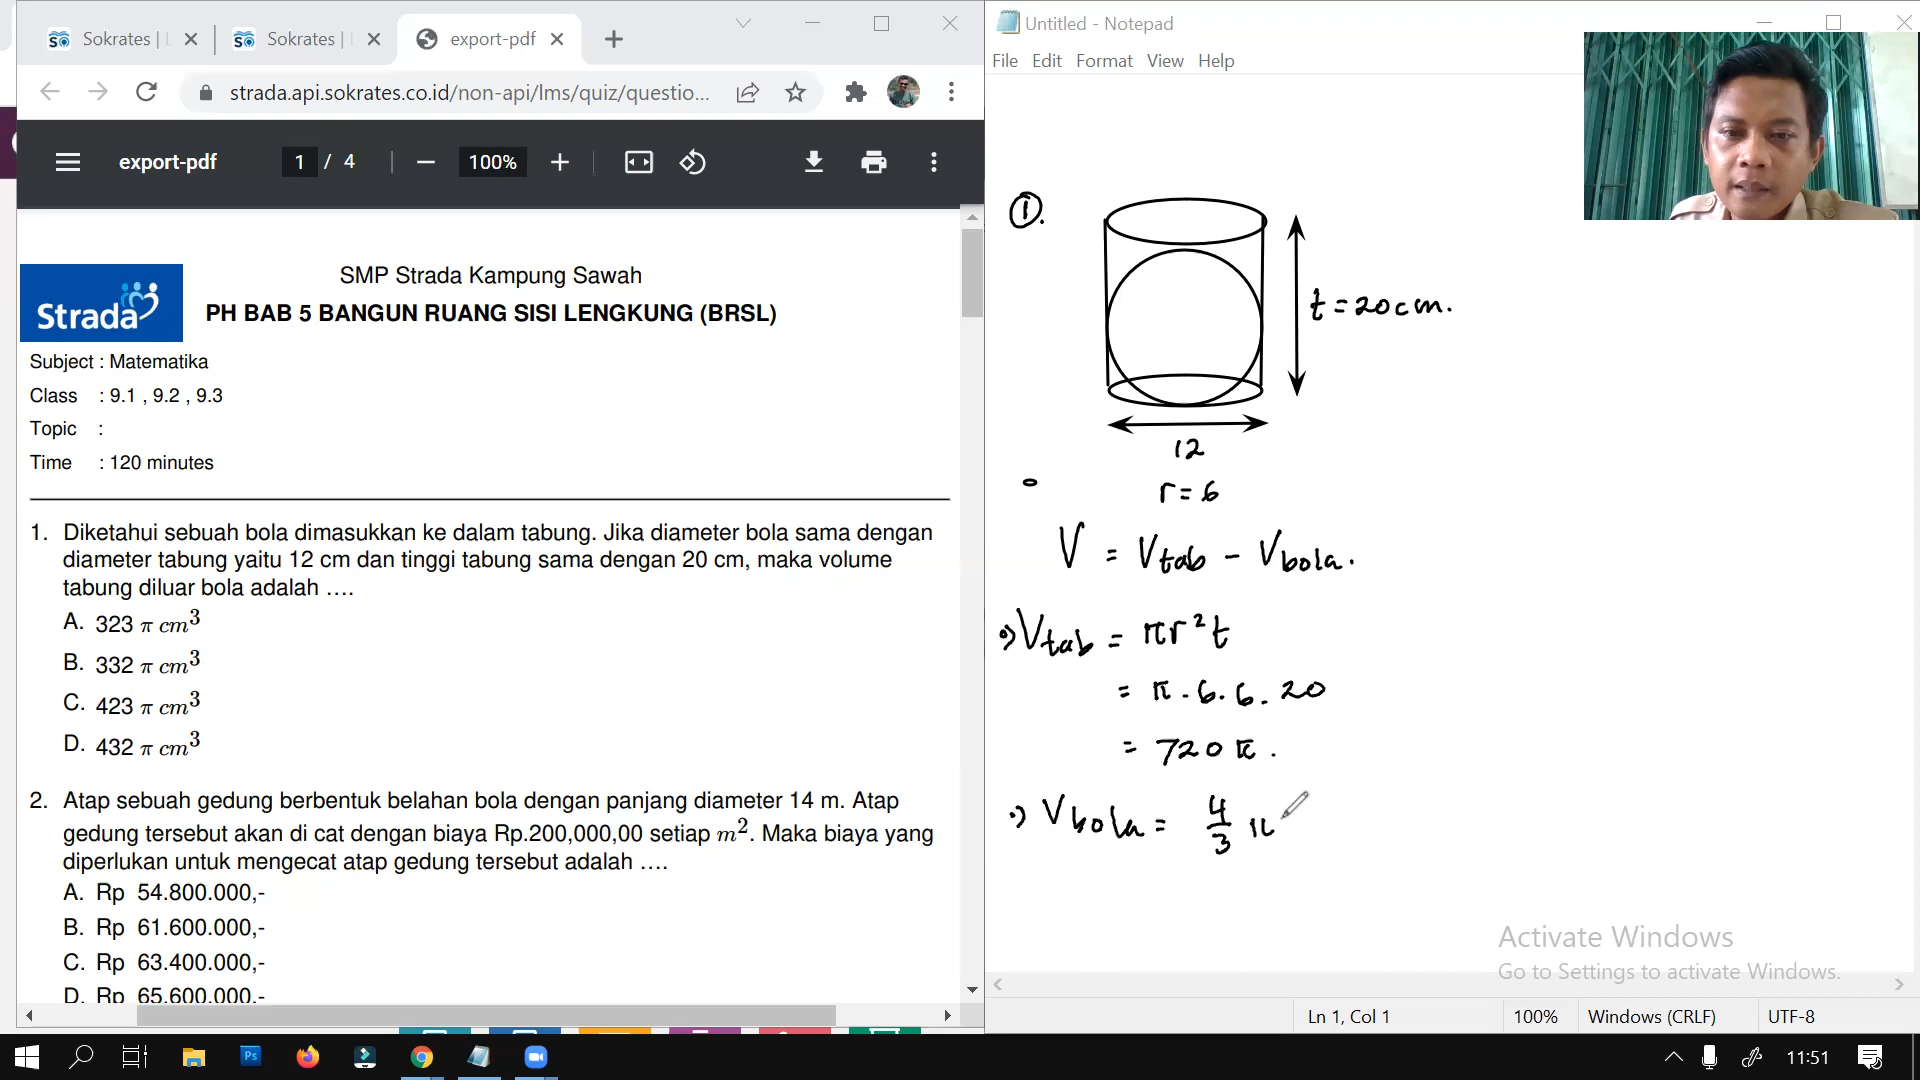 Sokrates |
Sokrates |
export-pdf
strada.api.sokrates.co.id/non-api/lms/quiz/questio...
export-pdf
1 / 4
100%
Strada
SMP Strada Kampung Sawah
PH BAB 5 BANGUN RUANG SISI LENGKUNG (BRSL)
Subject : Matematika
Class : 9.1 , 9.2 , 9.3
Topic :
Time : 120 minutes
1. Diketahui sebuah bola dimasukkan ke dalam tabung. Jika diameter bola sama dengan
diameter tabung yaitu 12 cm dan tinggi tabung sama dengan 20 cm, maka volume
tabung diluar bola adalah ….
A. 323 π cm³
B. 332 π cm³
C. 423 π cm³
D. 432 π cm³
2. Atap sebuah gedung berbentuk belahan bola dengan panjang diameter 14 m. Atap
gedung tersebut akan di cat dengan biaya Rp.200,000,00 setiap m². Maka biaya yang
diperlukan untuk mengecat atap gedung tersebut adalah ….
A. Rp 54.800.000,-
B. Rp 61.600.000,-
C. Rp 63.400.000,-
D. Rp 65.600.000,-
Untitled - Notepad
File Edit Format View Help
①.
t = 20 cm.
12
r = 6
V = Vtab - Vbola.
•) Vtab = πr²t
= π . 6 . 6 . 20
= 720 π .
•) Vbola = 4/3 π
Activate Windows
Go to Settings to activate Windows.
Ln 1, Col 1
100%
Windows (CRLF)
UTF-8
Ps
11:51